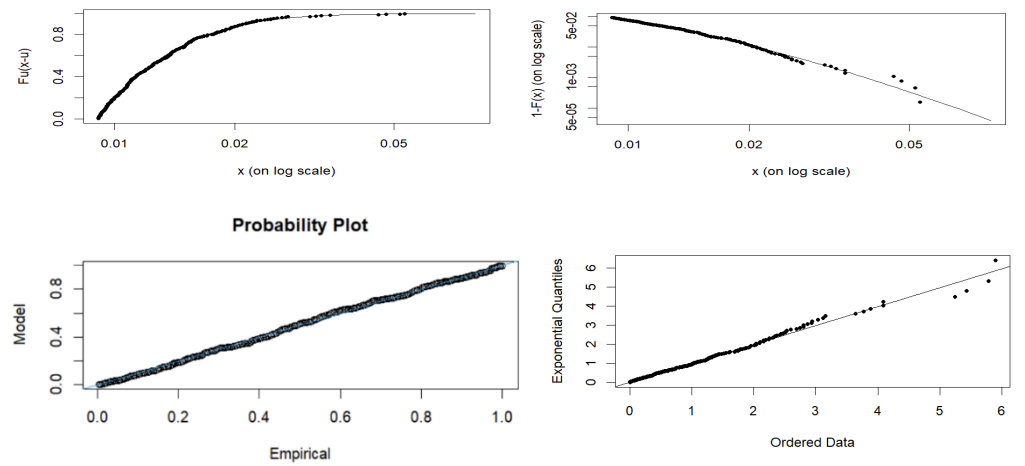 Fu(x-u)
0.8
0.4
0.0
0.01 0.02 0.05
x (on log scale)
1-F(x) (on log scale)
5e-02
1e-03
5e-05
0.01 0.02 0.05
x (on log scale)
Probability Plot
Model
0.8
0.4
0.0
0.0 0.2 0.4 0.6 0.8 1.0
Empirical
Exponential Quantiles
6
5
4
3
2
1
0
0 1 2 3 4 5 6
Ordered Data